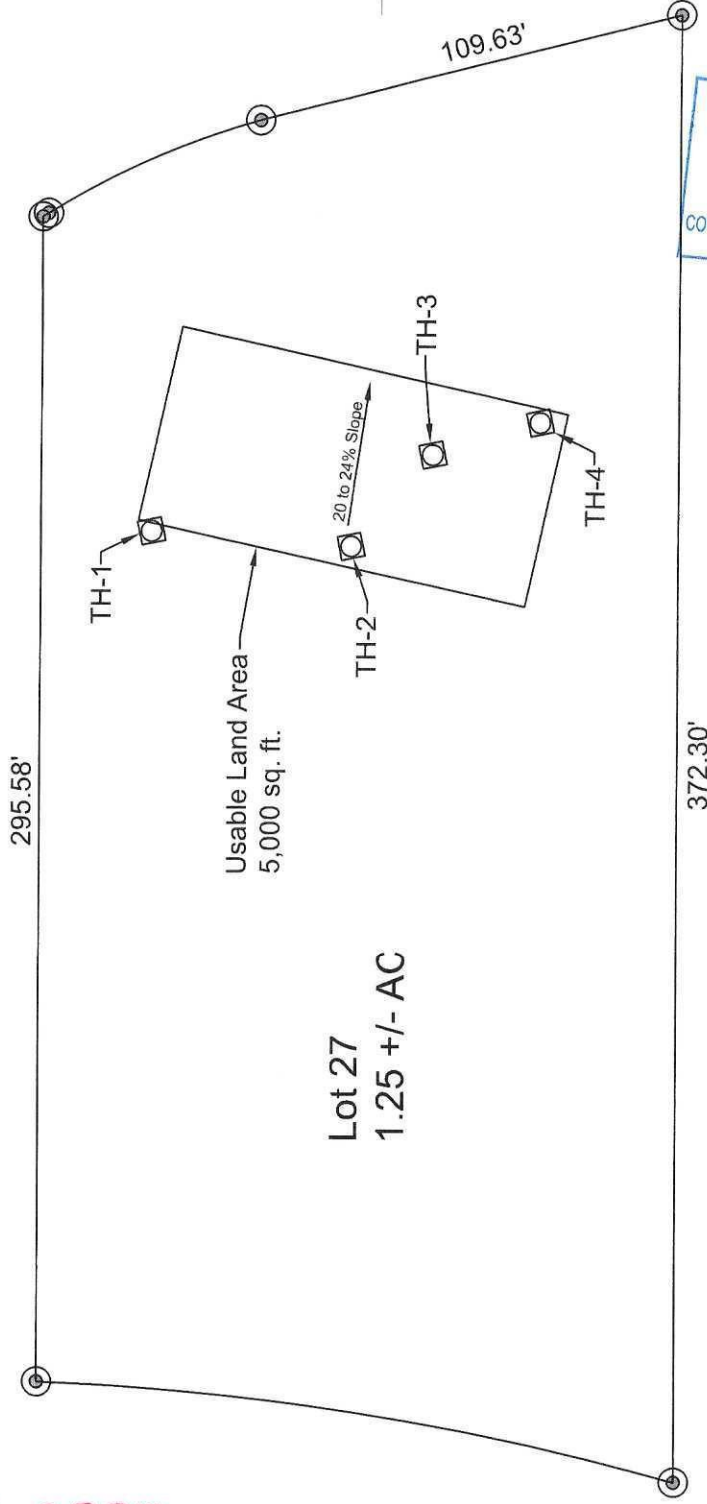 295.58'
109.63'
TH-1
TH-3
20 to 24% Slope
TH-2
TH-4
Usable Land Area
5,000 sq. ft.
Lot 27
1.25 +/- AC
372.30'
CO